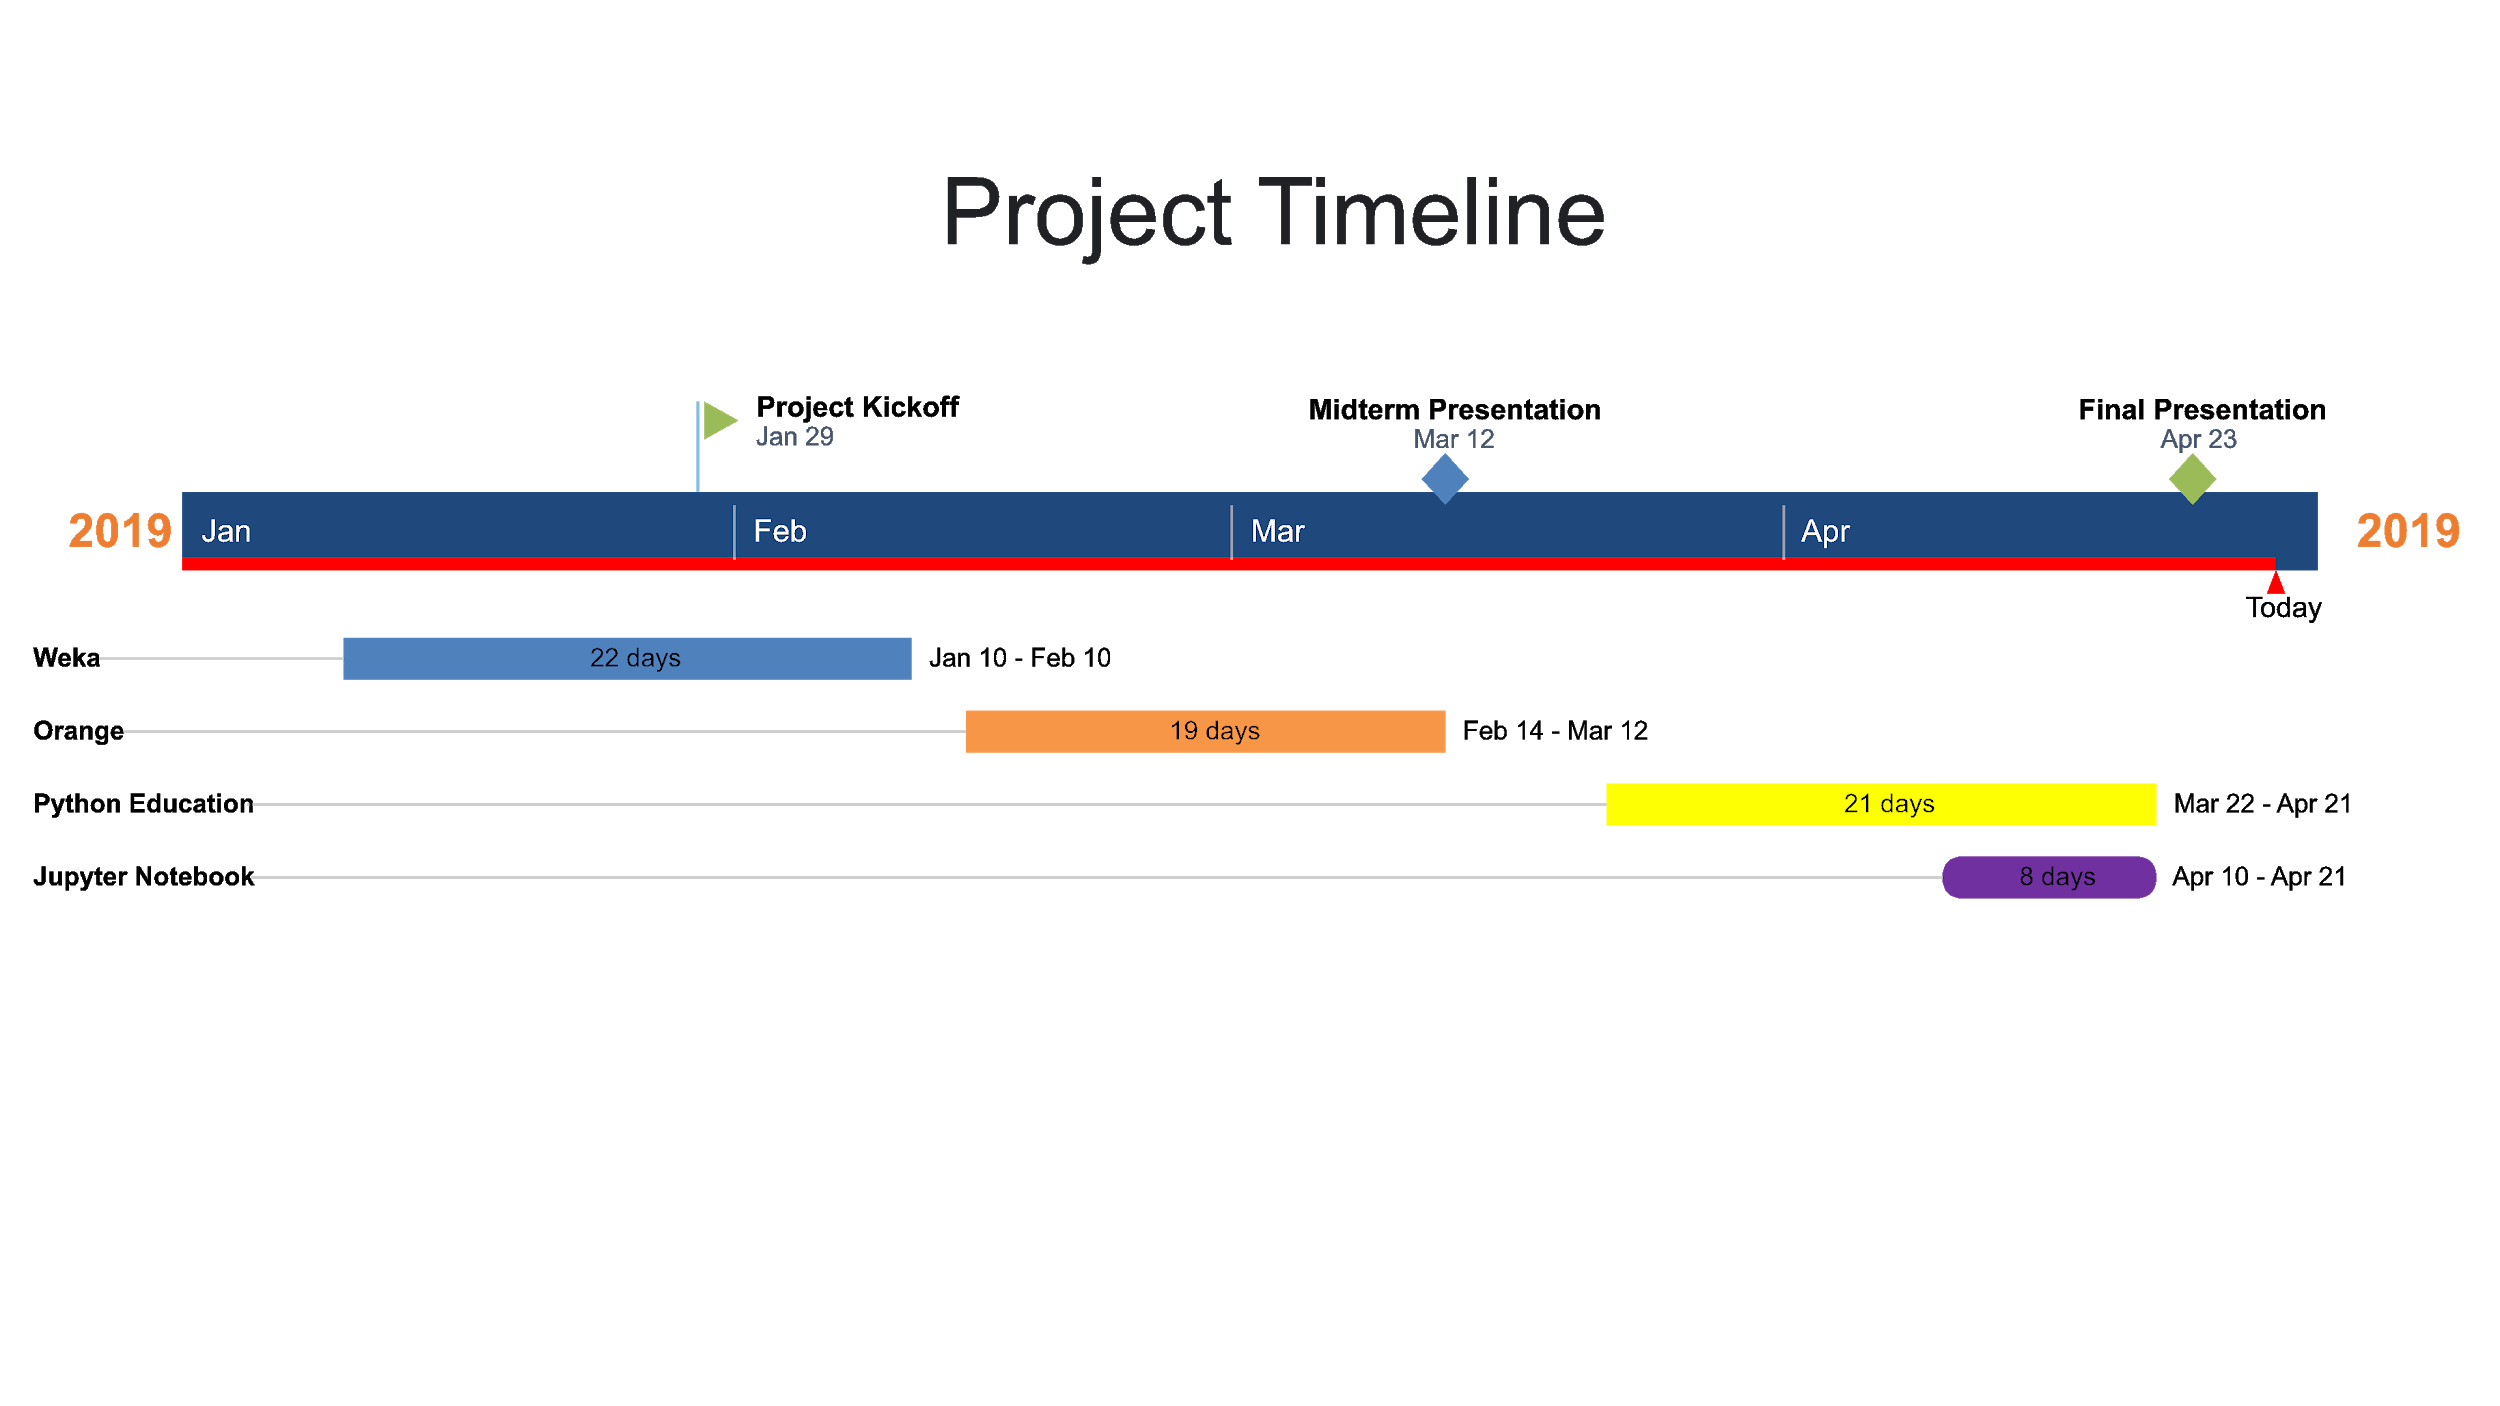 Project Timeline
Project Kickoff
Jan 29
Midterm Presentation
Mar 12
Final Presentation
Apr 23
2019 Jan Feb Mar Apr 2019
Today
Weka 22 days Jan 10 - Feb 10
Orange 19 days Feb 14 - Mar 12
Python Education 21 days Mar 22 - Apr 21
Jupyter Notebook 8 days Apr 10 - Apr 21